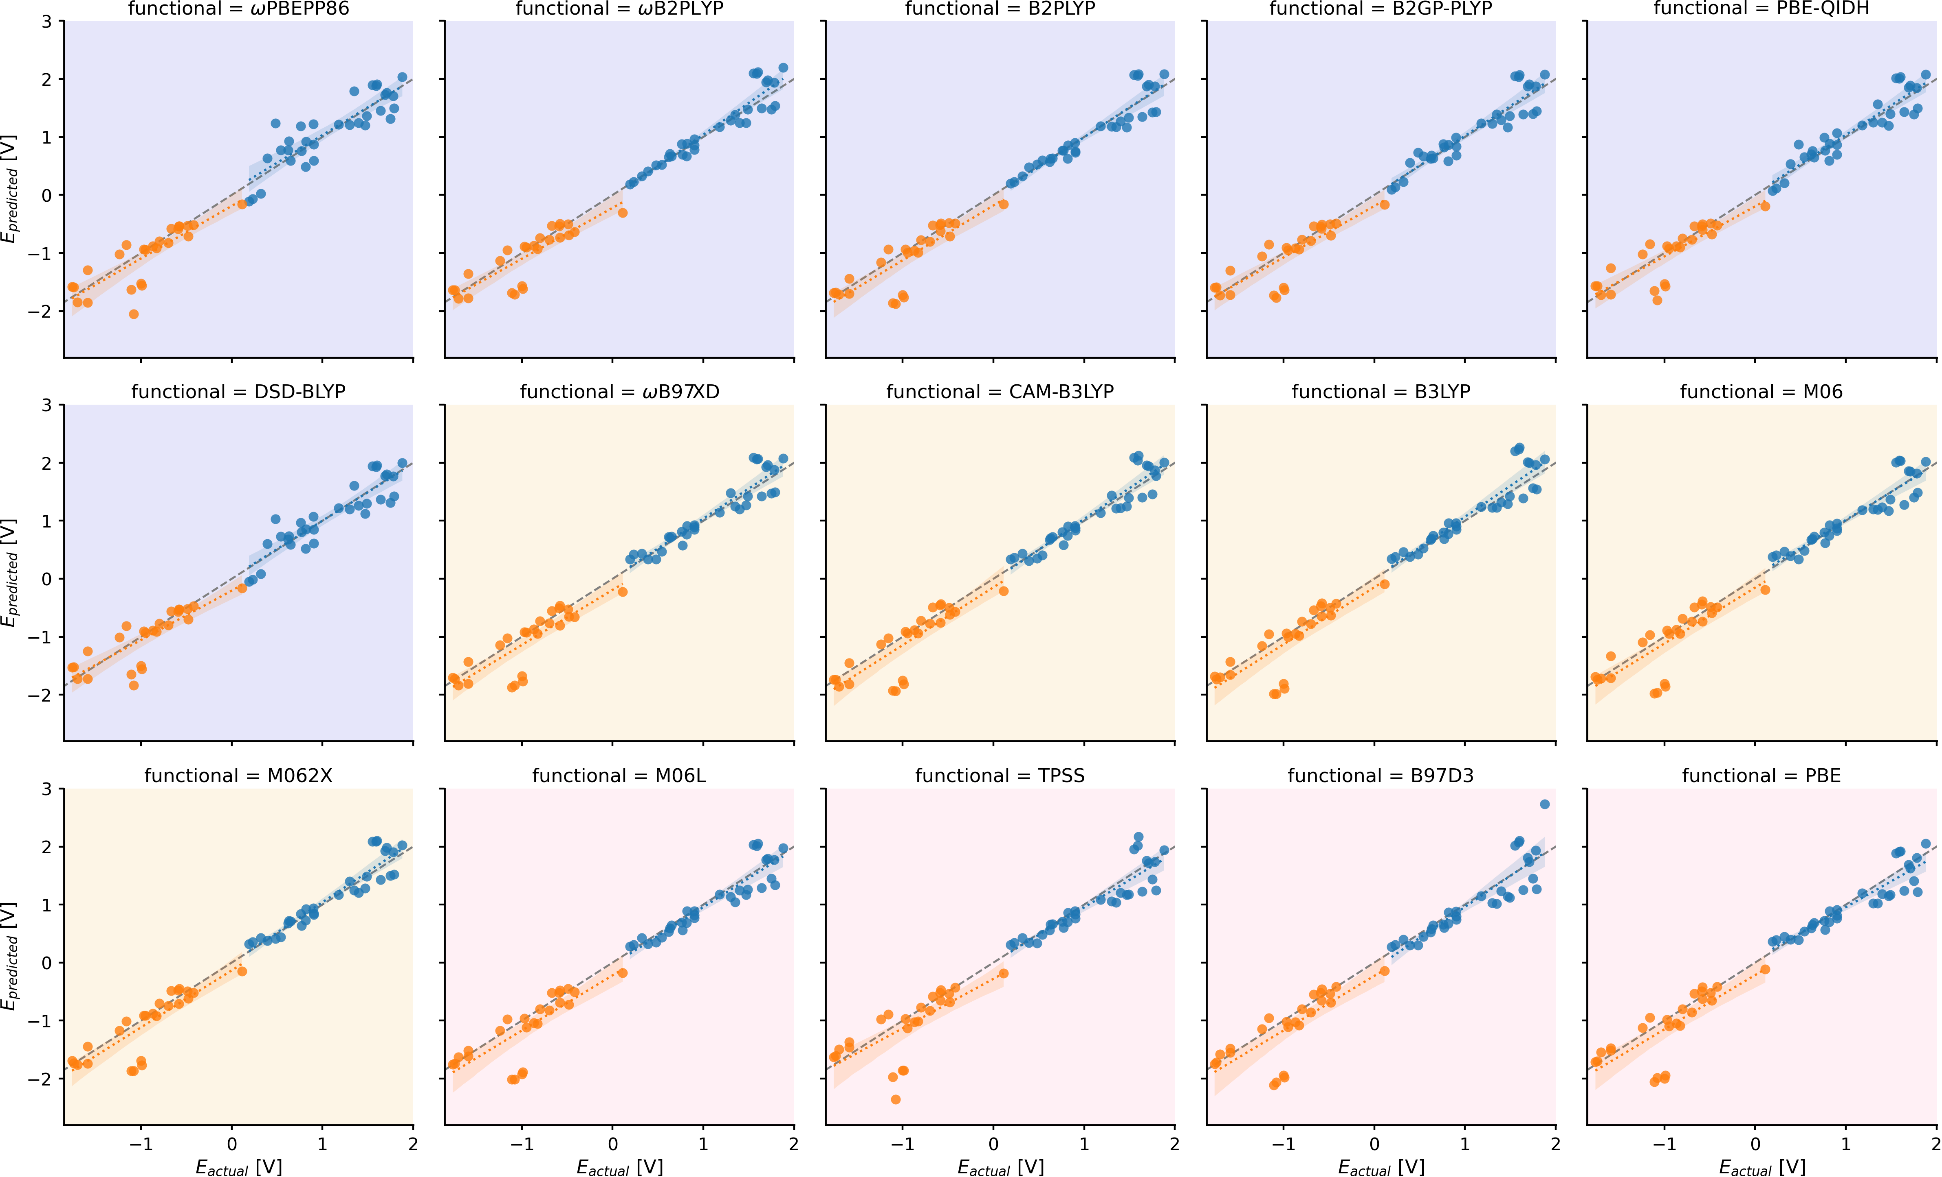 functional = ωPBEPP86 functional = ωB2PLYP functional = B2PLYP functional = B2GP-PLYP functional = PBE-QIDH
3
2
1
0
−1
−2
E_predicted [V]
functional = DSD-BLYP functional = ωB97XD functional = CAM-B3LYP functional = B3LYP functional = M06
3
2
1
0
−1
−2
E_predicted [V]
functional = M062X functional = M06L functional = TPSS functional = B97D3 functional = PBE
3
2
1
0
−1
−2
E_predicted [V]
−1 0 1 2 −1 0 1 2 −1 0 1 2 −1 0 1 2 −1 0 1 2
E_actual [V] E_actual [V] E_actual [V] E_actual [V] E_actual [V]